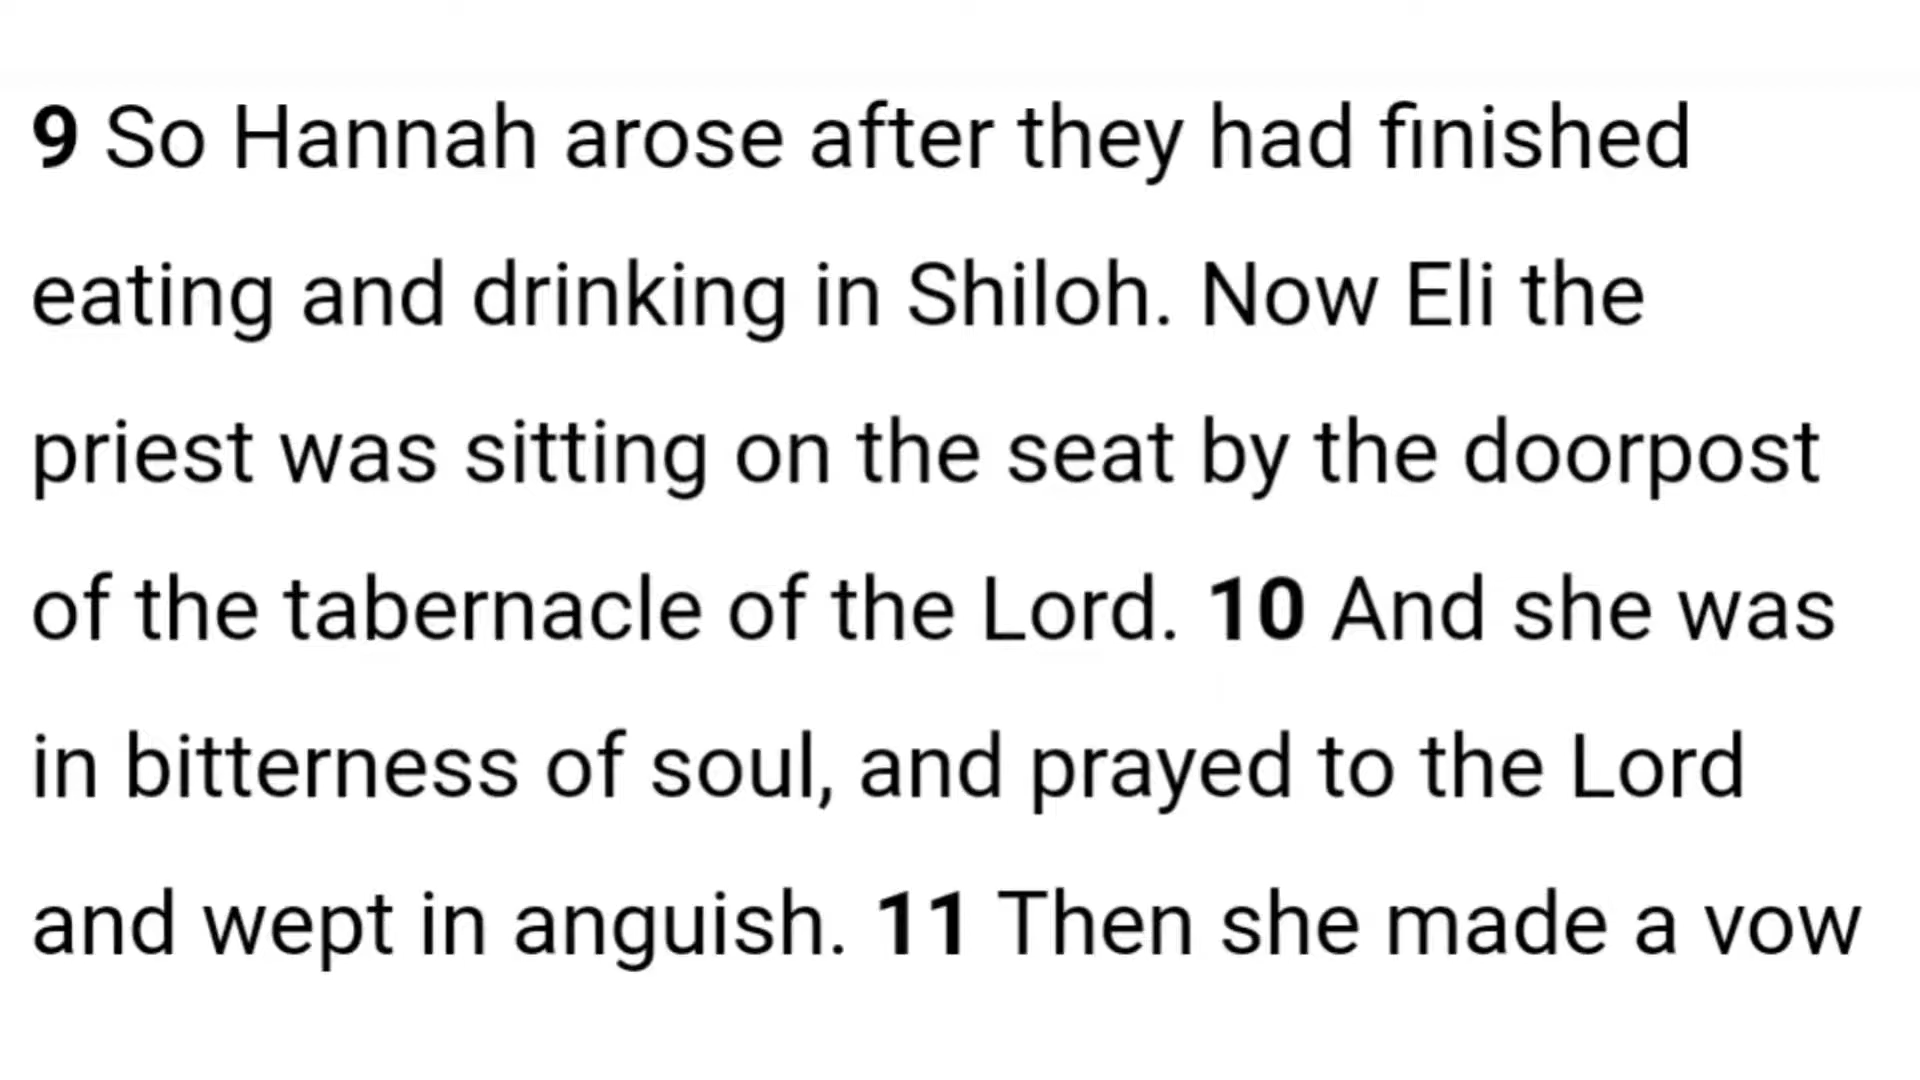 9 So Hannah arose after they had finished
eating and drinking in Shiloh. Now Eli the
priest was sitting on the seat by the doorpost
of the tabernacle of the Lord. 10 And she was
in bitterness of soul, and prayed to the Lord
and wept in anguish. 11 Then she made a vow